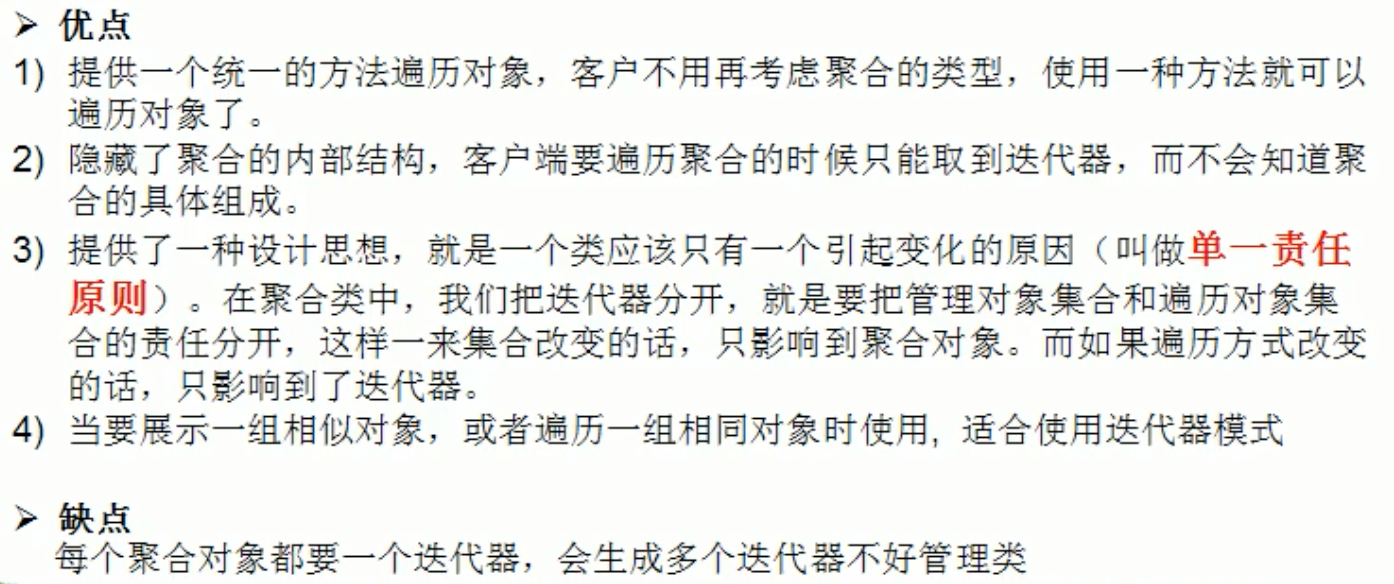 ➢ 优点
1) 提供一个统一的方法遍历对象，客户不用再考虑聚合的类型，使用一种方法就可以
遍历对象了。
2) 隐藏了聚合的内部结构，客户端要遍历聚合的时候只能取到迭代器，而不会知道聚
合的具体组成。
3) 提供了一种设计思想，就是一个类应该只有一个引起变化的原因（叫做单一责任
原则）。在聚合类中，我们把迭代器分开，就是要把管理对象集合和遍历对象集
合的责任分开，这样一来集合改变的话，只影响到聚合对象。而如果遍历方式改变
的话，只影响到了迭代器。
4) 当要展示一组相似对象，或者遍历一组相同对象时使用, 适合使用迭代器模式
➢ 缺点
每个聚合对象都要一个迭代器，会生成多个迭代器不好管理类